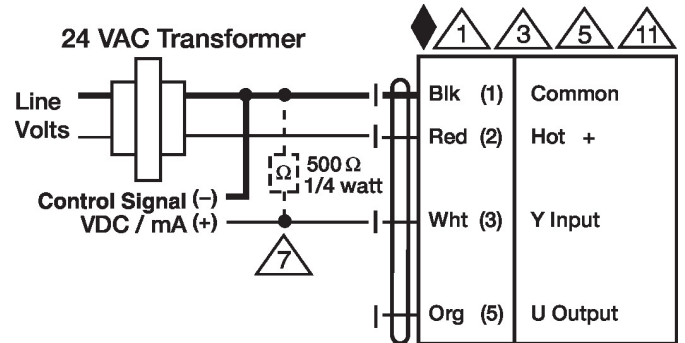 1 3 5 11
24 VAC Transformer
Line
Volts
Blk (1) Common
Red (2) Hot +
Ω 500 Ω
1/4 watt
Control Signal (–)
VDC / mA (+)
Wht (3) Y Input
7
Org (5) U Output